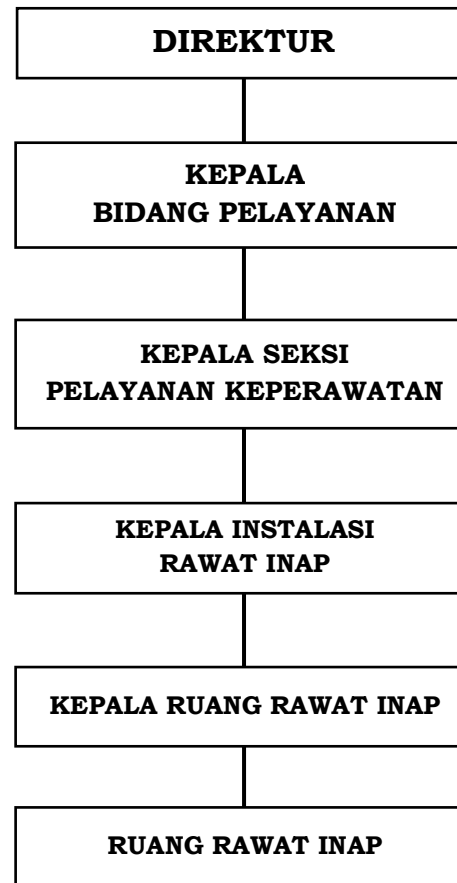 DIREKTUR
KEPALA
BIDANG PELAYANAN
KEPALA SEKSI
PELAYANAN KEPERAWATAN
KEPALA INSTALASI
RAWAT INAP
KEPALA RUANG RAWAT INAP
RUANG RAWAT INAP